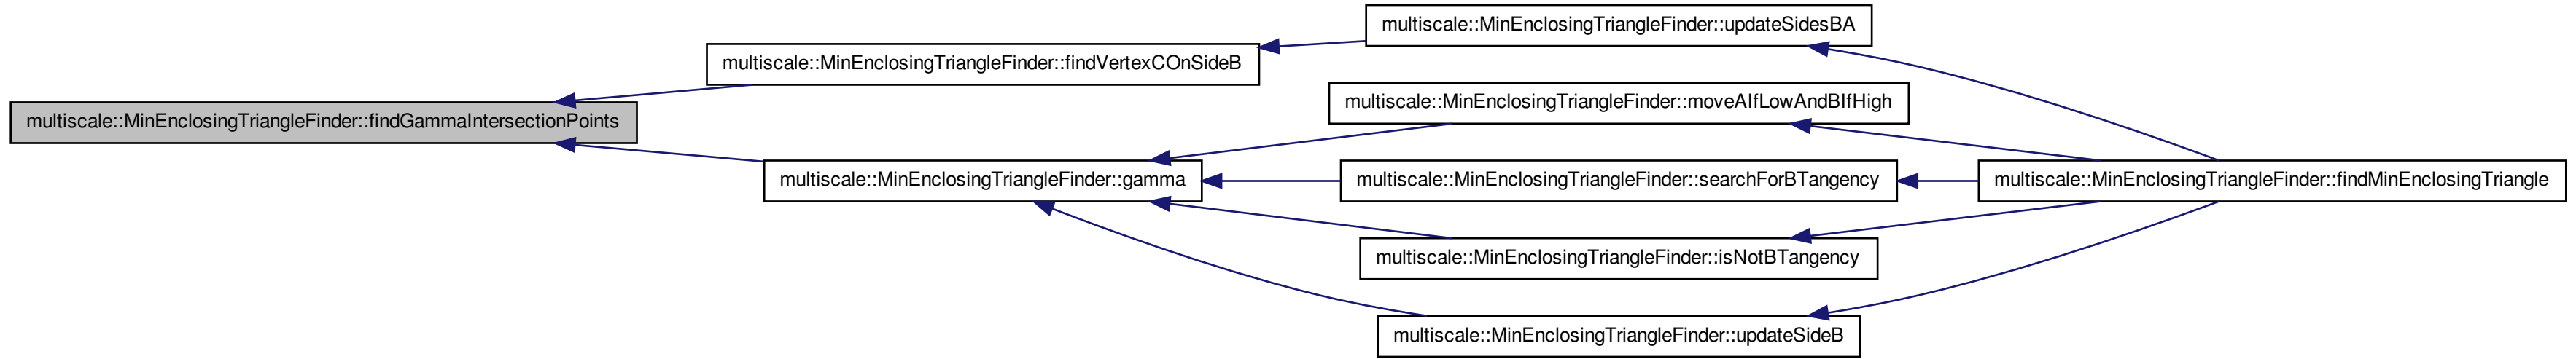 multiscale::MinEnclosingTriangleFinder::findGammaIntersectionPoints
multiscale::MinEnclosingTriangleFinder::findVertexCOnSideB
multiscale::MinEnclosingTriangleFinder::gamma
multiscale::MinEnclosingTriangleFinder::updateSidesBA
multiscale::MinEnclosingTriangleFinder::moveAIfLowAndBIfHigh
multiscale::MinEnclosingTriangleFinder::searchForBTangency
multiscale::MinEnclosingTriangleFinder::isNotBTangency
multiscale::MinEnclosingTriangleFinder::updateSideB
multiscale::MinEnclosingTriangleFinder::findMinEnclosingTriangle